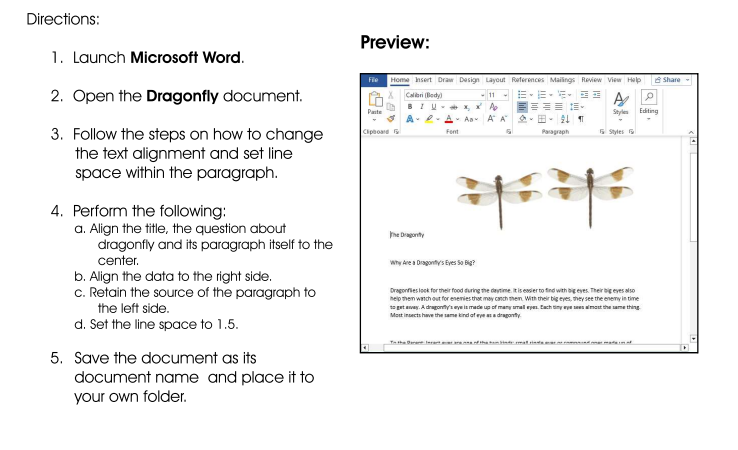 Directions:
1. Launch Microsoft Word.
2. Open the Dragonfly document.
3. Follow the steps on how to change
the text alignment and set line
space within the paragraph.
4. Perform the following:
a. Align the title, the question about
dragonfly and its paragraph itself to the
center.
b. Align the data to the right side.
c. Retain the source of the paragraph to
the left side.
d. Set the line space to 1.5.
5. Save the document as its
document name and place it to
your own folder.
Preview:
File Home Insert Draw Design Layout References Mailings Review View Help Share
Calibri (Body) 11
Paste
B I U ab x₂ x²
A A Aa A A
Styles Editing
Clipboard Font Paragraph Styles
The Dragonfly
Why Are a Dragonfly's Eyes So Big?
Dragonflies look for their food during the daytime. It is easier to find with big eyes. Their big eyes also
help them watch out for enemies that may catch them. With their big eyes, they see the enemy in time
to get away. A dragonfly's eye is made up of many small eyes. Each tiny eye sees almost the same thing.
Most insects have the same kind of eye as a dragonfly.